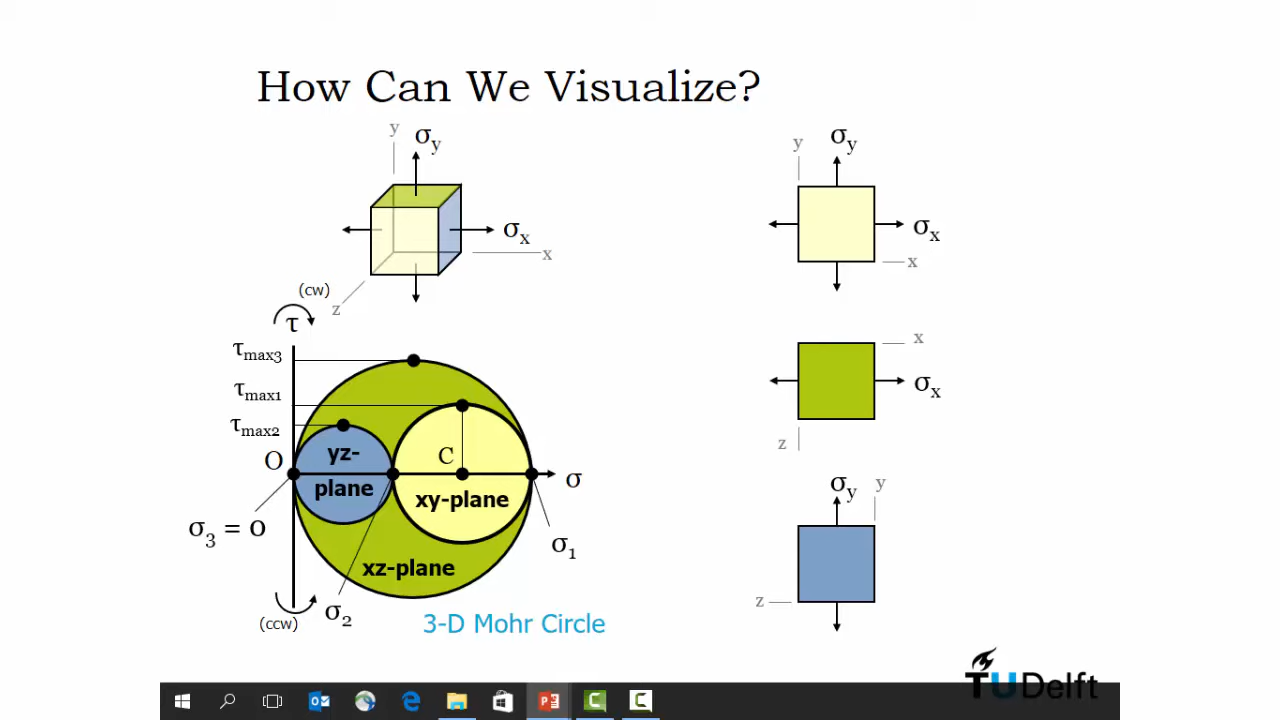 How Can We Visualize?
y
σy
σx
x
z
(cw)
τ
τmax3
τmax1
τmax2
O
yz-
plane
C
xy-plane
σ
σ3 = 0
σ1
xz-plane
σ2
(ccw)
3-D Mohr Circle
y
σy
σx
x
x
σx
z
σy
y
z
TUDelft